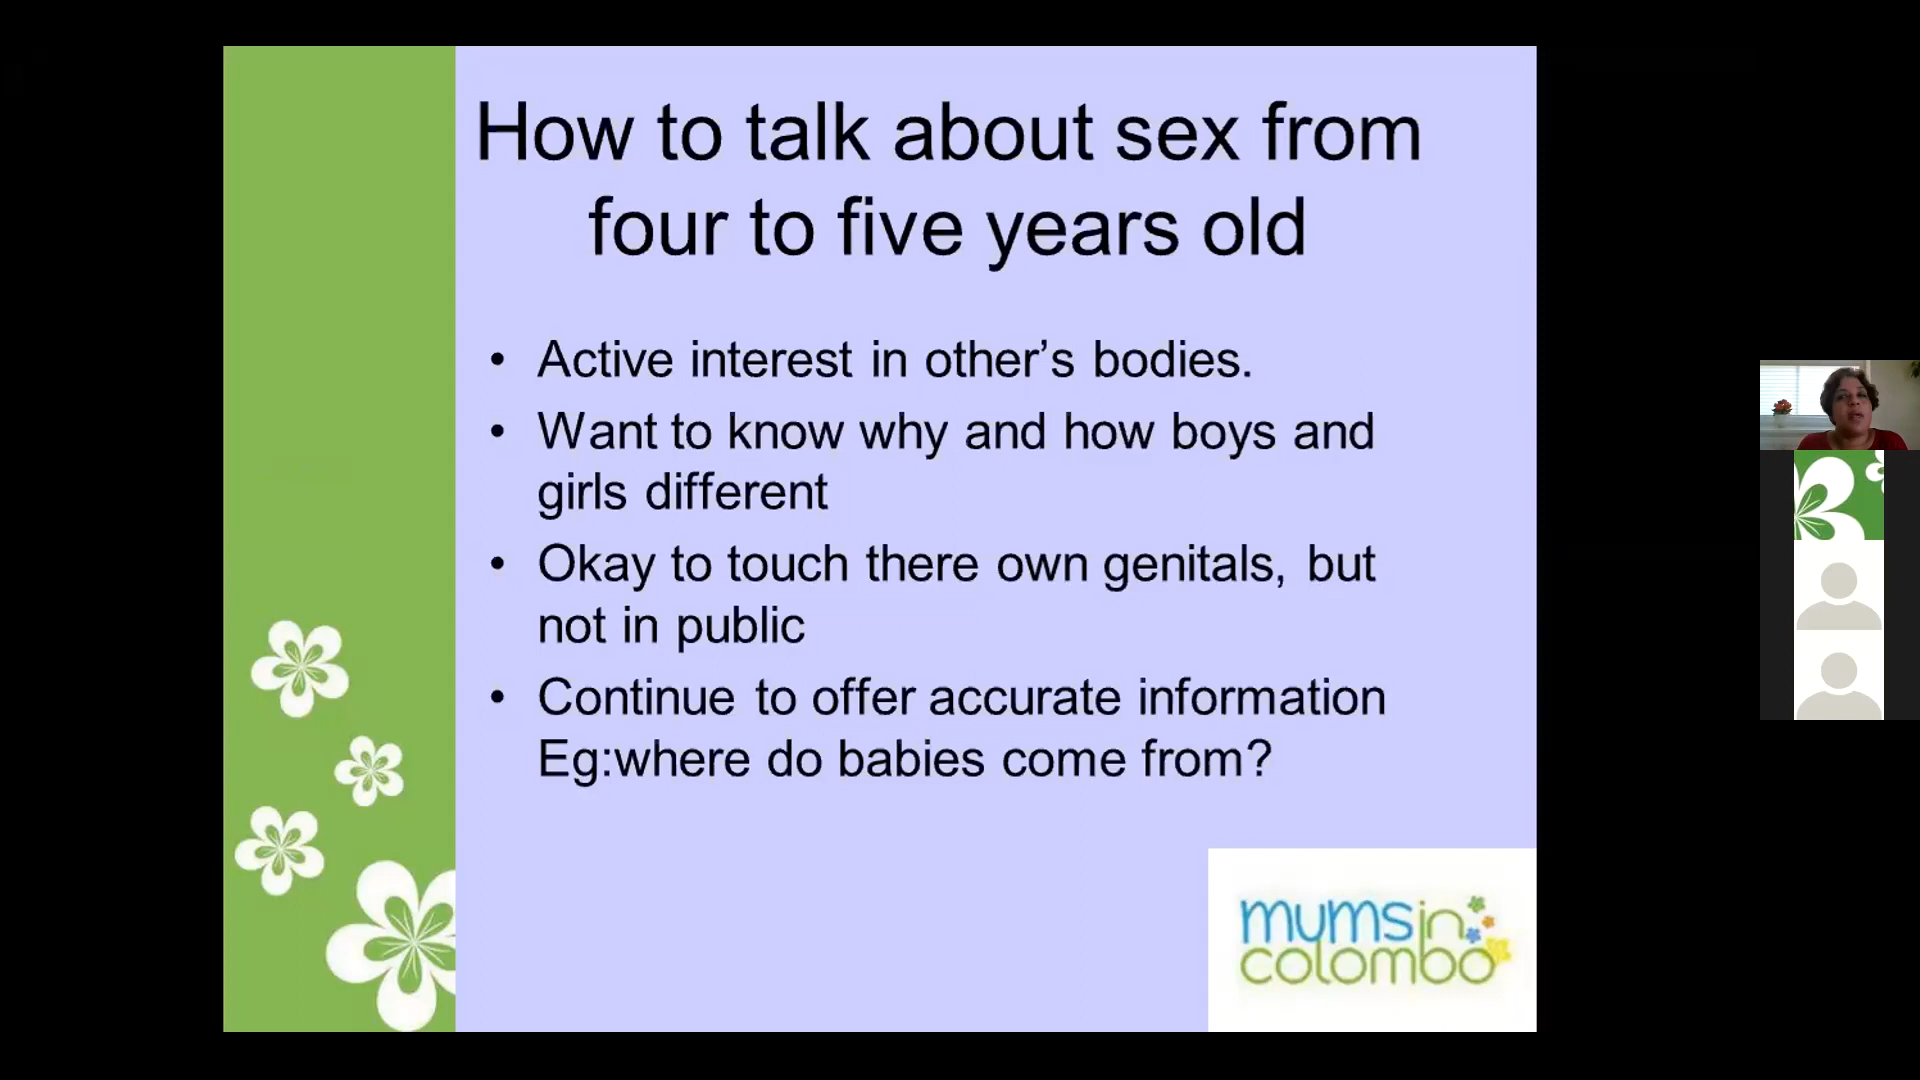 How to talk about sex from
four to five years old
• Active interest in other’s bodies.
• Want to know why and how boys and
girls different
• Okay to touch there own genitals, but
not in public
• Continue to offer accurate information
Eg:where do babies come from?
mumsin
colombo